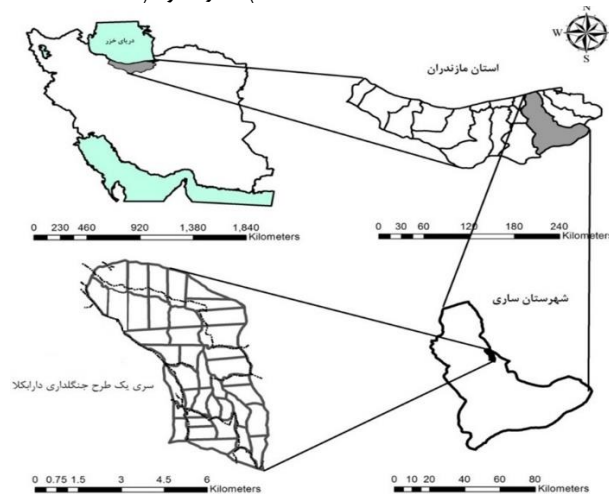 دریای خزر
N
W E
S
استان مازندران
0 230 460 920 1,380 1,840
Kilometers
0 30 60 120 180 240
Kilometers
شهرستان ساری
سری یک طرح جنگلداری دارابکلا
0 0.75 1.5 3 4.5 6
Kilometers
0 10 20 40 60 80
Kilometers